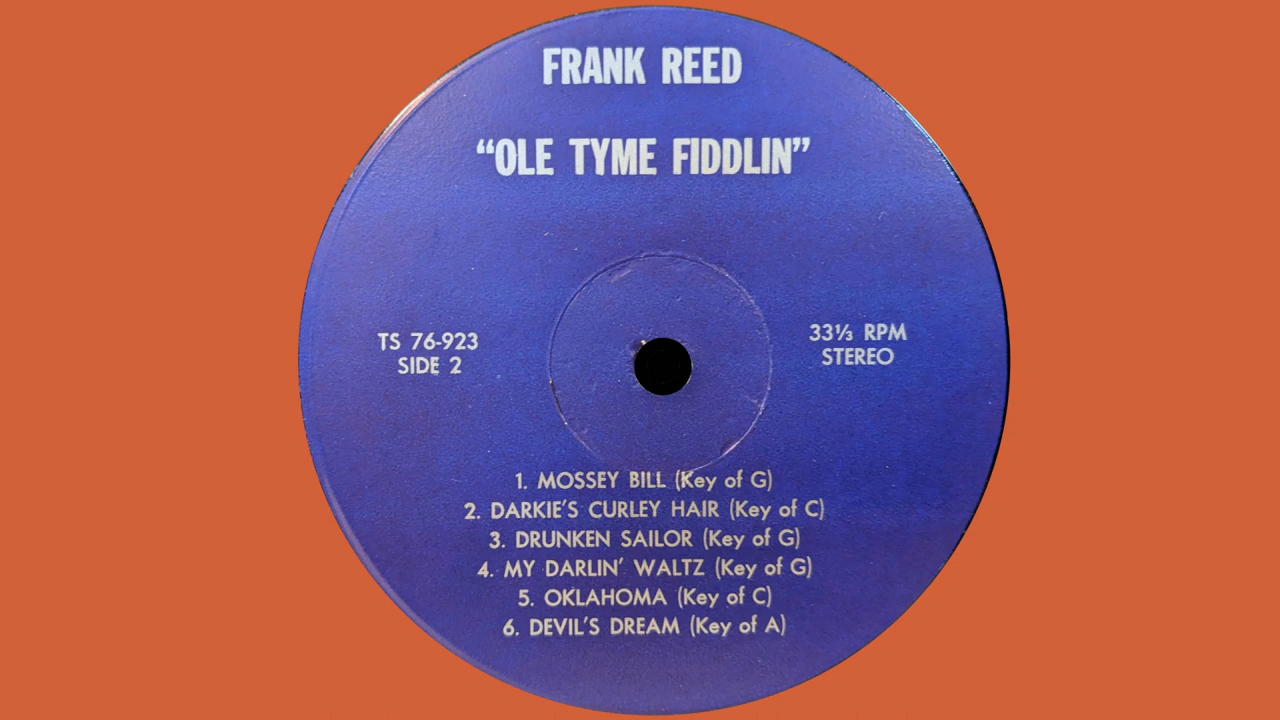 FRANK REED
“OLE TYME FIDDLIN”
TS 76-923
SIDE 2
33⅓ RPM
STEREO
1. MOSSEY BILL (Key of G)
2. DARKIE'S CURLEY HAIR (Key of C)
3. DRUNKEN SAILOR (Key of G)
4. MY DARLIN' WALTZ (Key of G)
5. OKLAHOMA (Key of C)
6. DEVIL'S DREAM (Key of A)